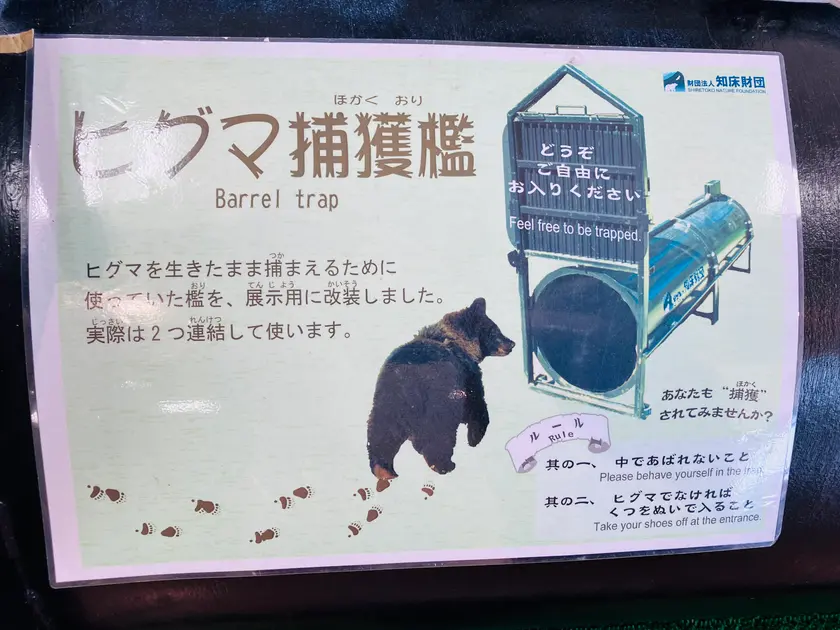 財団法人 知床財団
SHIRETOKO NATURE FOUNDATION
ほかく おり
ヒグマ捕獲檻
Barrel trap
どうぞ
ご自由に
お入りください
Feel free to be trapped.
つか
ヒグマを生きたまま捕まえるために
おり てんじよう かいそう
使っていた檻を、展示用に改装しました。
じっさい れんけつ
実際は2つ連結して使います。
ほかく
あなたも “捕獲”
されてみませんか?
ルール
Rule
其の一、 中であばれないこと
Please behave yourself in the trap.
其の二、 ヒグマでなければ
くつをぬいで入ること
Take your shoes off at the entrance.